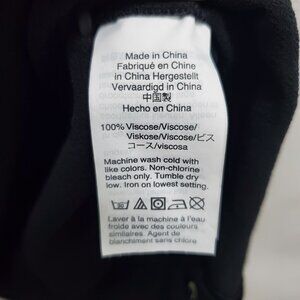 Made in China
Fabriqué en Chine
in China Hergestellt
Vervaardigd in China
中国製
Hecho en China
100% Viscose/Viscose/
Viskose/Viscose/ビス
コース/viscosa
Machine wash cold with
like colors. Non-chlorine
bleach only. Tumble dry
low. Iron on lowest setting.
Laver à la machine à l'eau
froide avec des couleurs
similaires. Agent de
blanchiment sans chlore